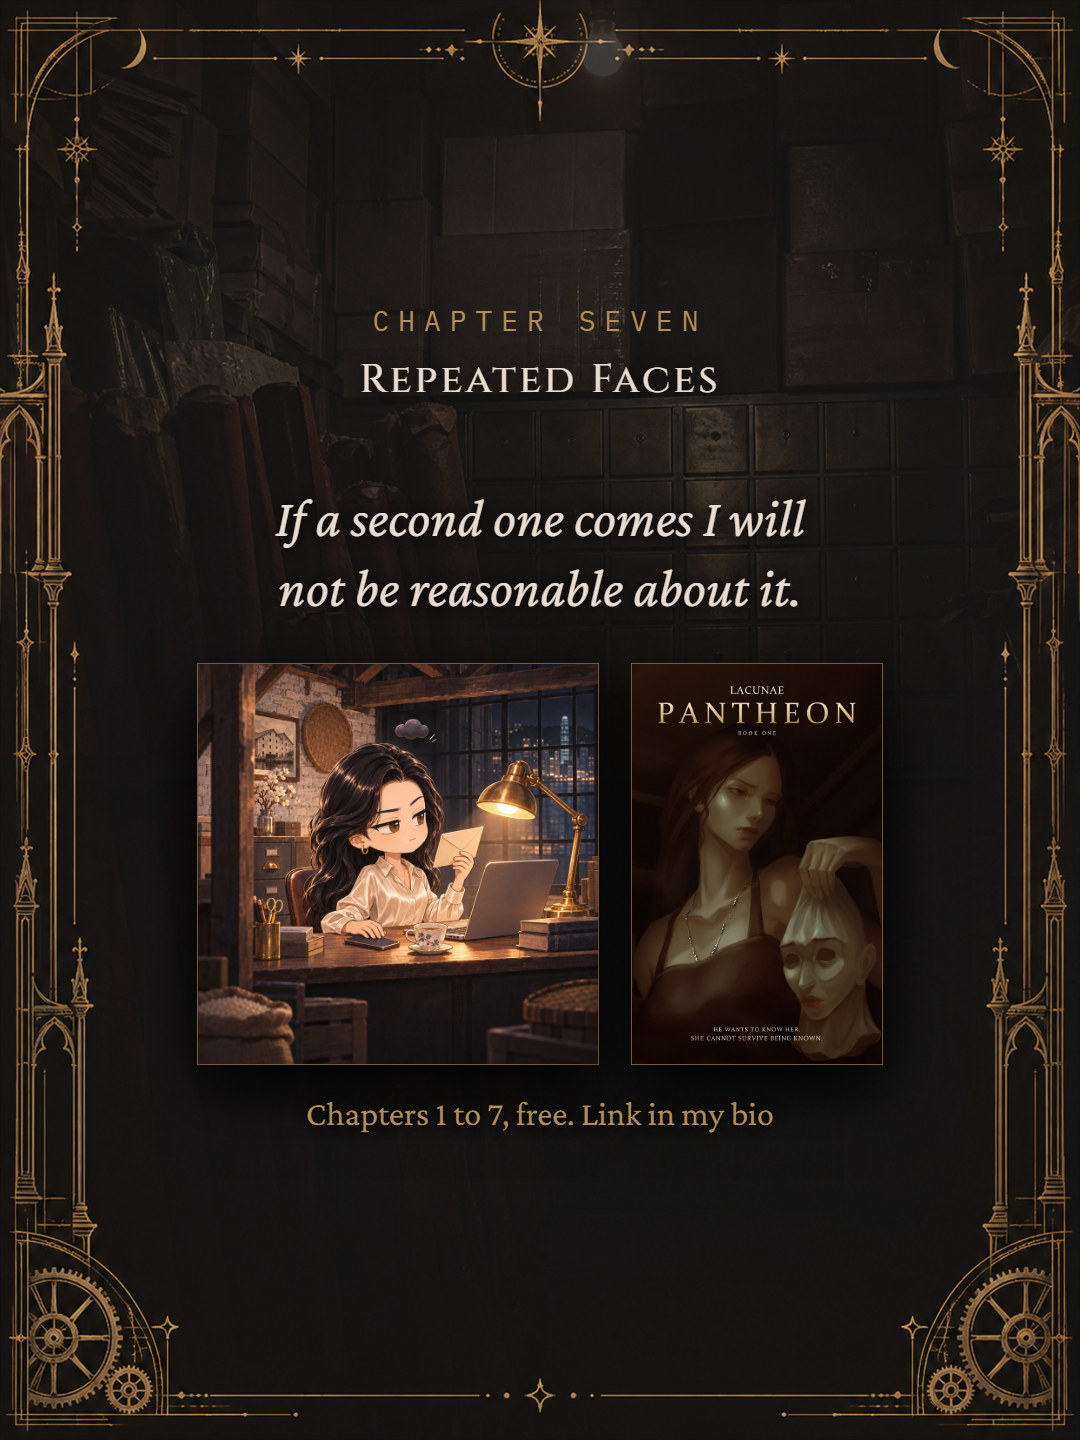 CHAPTER SEVEN
REPEATED FACES
If a second one comes I will
not be reasonable about it.
LACUNAE
PANTHEON
BOOK ONE
HE WANTS TO KNOW HER.
SHE CANNOT SURVIVE BEING KNOWN.
Chapters 1 to 7, free. Link in my bio